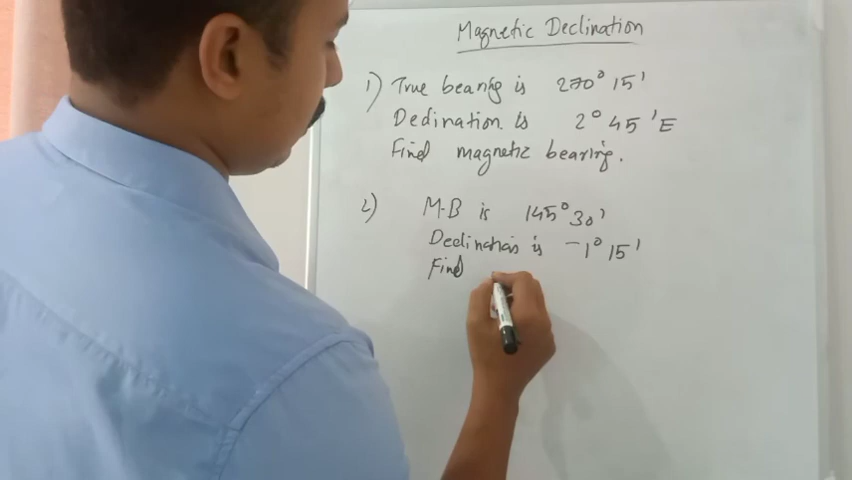 Magnetic Declination
1) True bearing is 270° 15'
Declination is 2° 45' E
Find magnetic bearing.
2) M.B is 145° 30'
Declination is -1° 15'
Find